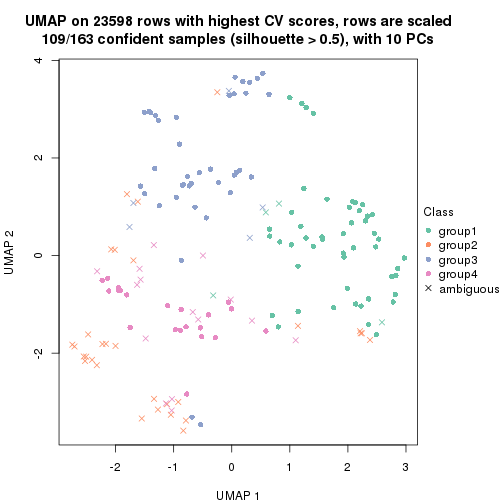 UMAP on 23598 rows with highest CV scores, rows are scaled
109/163 confident samples (silhouette > 0.5), with 10 PCs
4
2
0
-2
UMAP 2
-2
-1
0
1
2
3
UMAP 1
Class
group1
group2
group3
group4
ambiguous